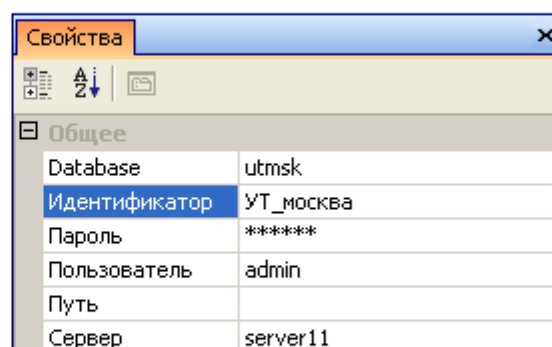 Свойства
Общее
Database utmsk
Идентификатор УТ_москва
Пароль ******
Пользователь admin
Путь
Сервер server11